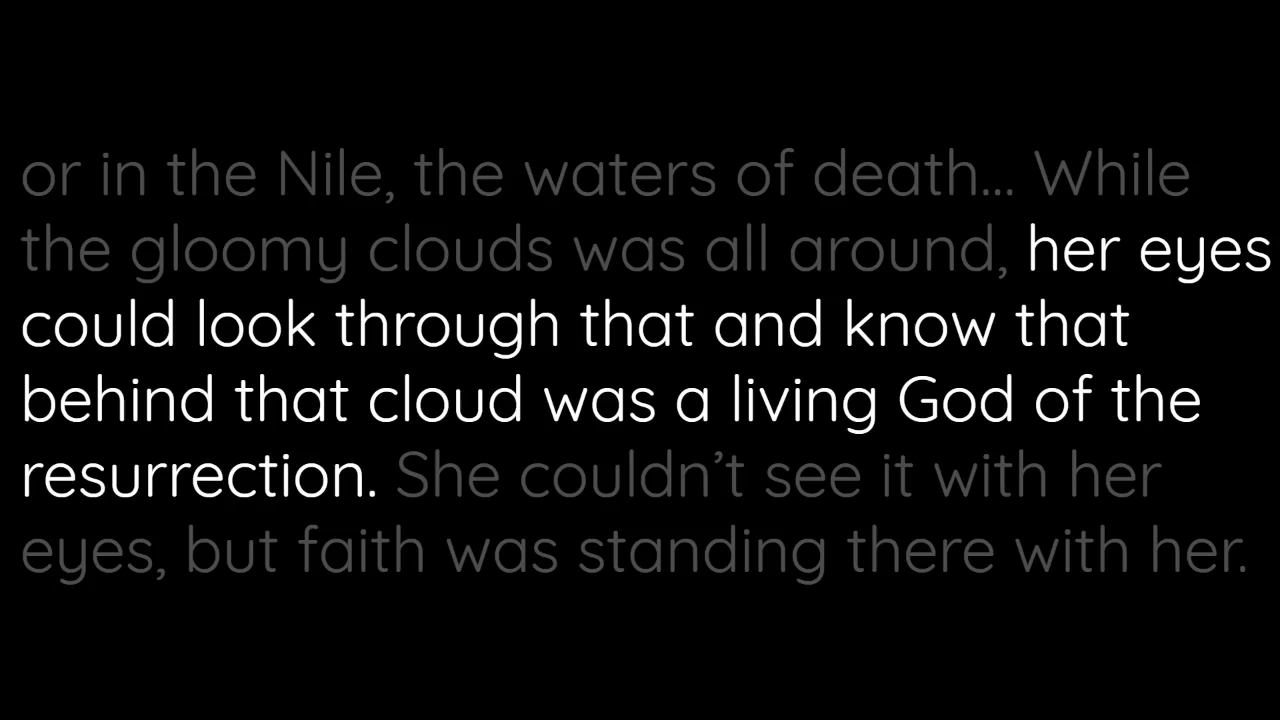 or in the Nile, the waters of death... While
the gloomy clouds was all around, her eyes
could look through that and know that
behind that cloud was a living God of the
resurrection. She couldn’t see it with her
eyes, but faith was standing there with her.